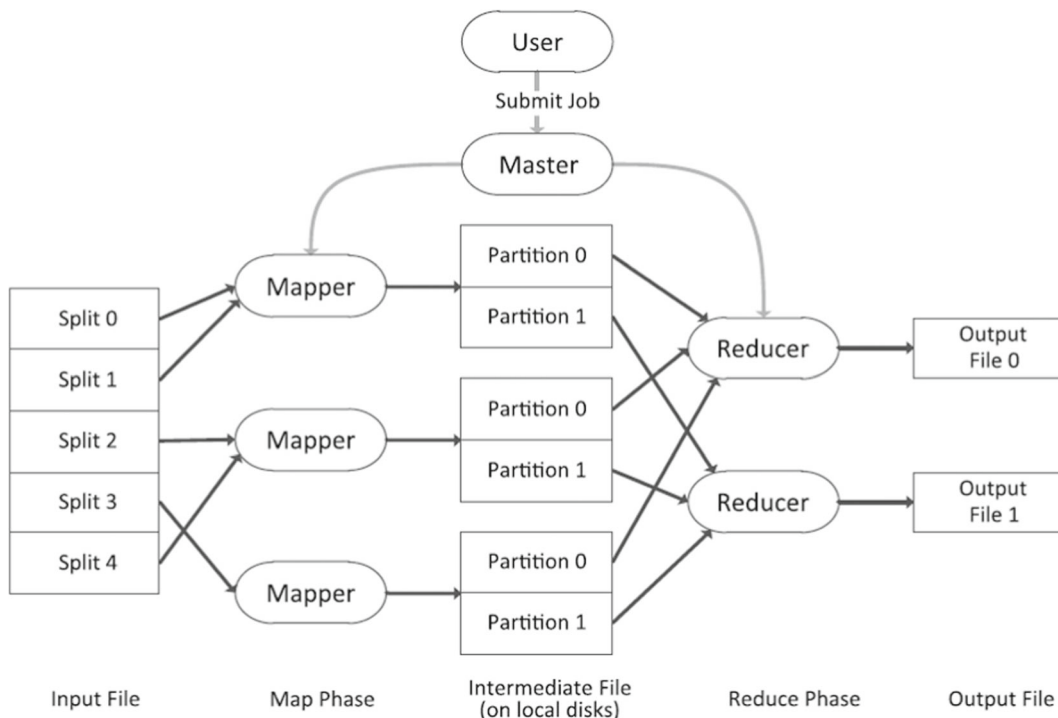 User
Submit Job
Master
Split 0
Split 1
Split 2
Split 3
Split 4
Mapper
Mapper
Mapper
Partition 0
Partition 1
Partition 0
Partition 1
Partition 0
Partition 1
Reducer
Reducer
Output
File 0
Output
File 1
Input File
Map Phase
Intermediate File
(on local disks)
Reduce Phase
Output File